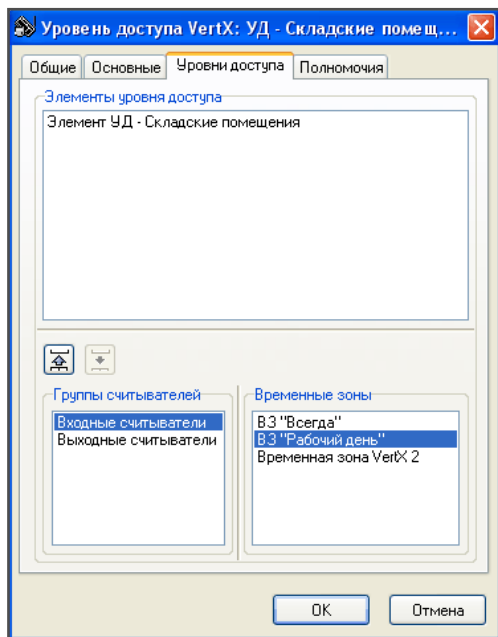 Уровень доступа VertX: УД - Складские помещ...
Общие Основные Уровни доступа Полномочия
Элементы уровня доступа
Элемент УД - Складские помещения
Группы считывателей
Входные считыватели
Выходные считыватели
Временные зоны
ВЗ "Всегда"
ВЗ "Рабочий день"
Временная зона VertX 2
OK Отмена